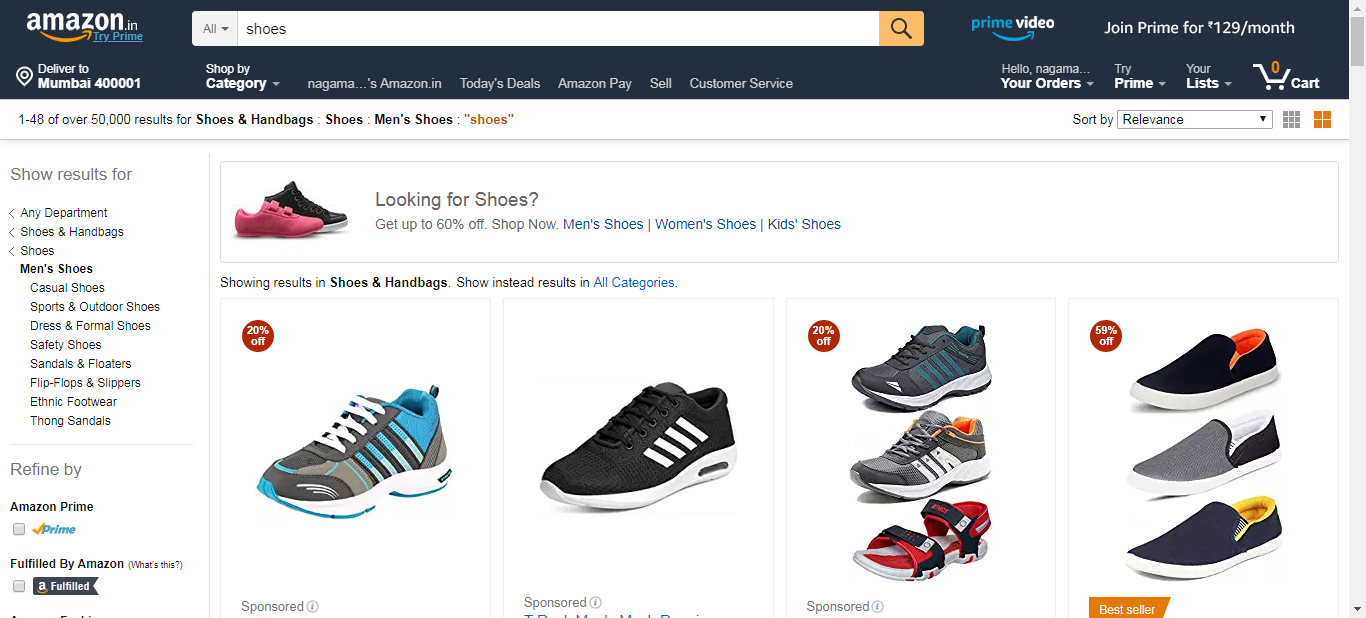 amazon.in
Try Prime
All
shoes
prime video
Join Prime for ₹129/month
Deliver to
Mumbai 400001
Shop by
Category
nagama...'s Amazon.in
Today's Deals
Amazon Pay
Sell
Customer Service
Hello, nagama...
Your Orders
Try
Prime
Your
Lists
0
Cart
1-48 of over 50,000 results for Shoes & Handbags : Shoes : Men's Shoes : "shoes"
Sort by Relevance
Show results for
Any Department
Shoes & Handbags
Shoes
Men's Shoes
Casual Shoes
Sports & Outdoor Shoes
Dress & Formal Shoes
Safety Shoes
Sandals & Floaters
Flip-Flops & Slippers
Ethnic Footwear
Thong Sandals
Refine by
Amazon Prime
Prime
Fulfilled By Amazon (What's this?)
a Fulfilled
Looking for Shoes?
Get up to 60% off. Shop Now. Men's Shoes | Women's Shoes | Kids' Shoes
Showing results in Shoes & Handbags. Show instead results in All Categories.
20%
off
20%
off
59%
off
Sponsored
Sponsored
Sponsored
Best seller